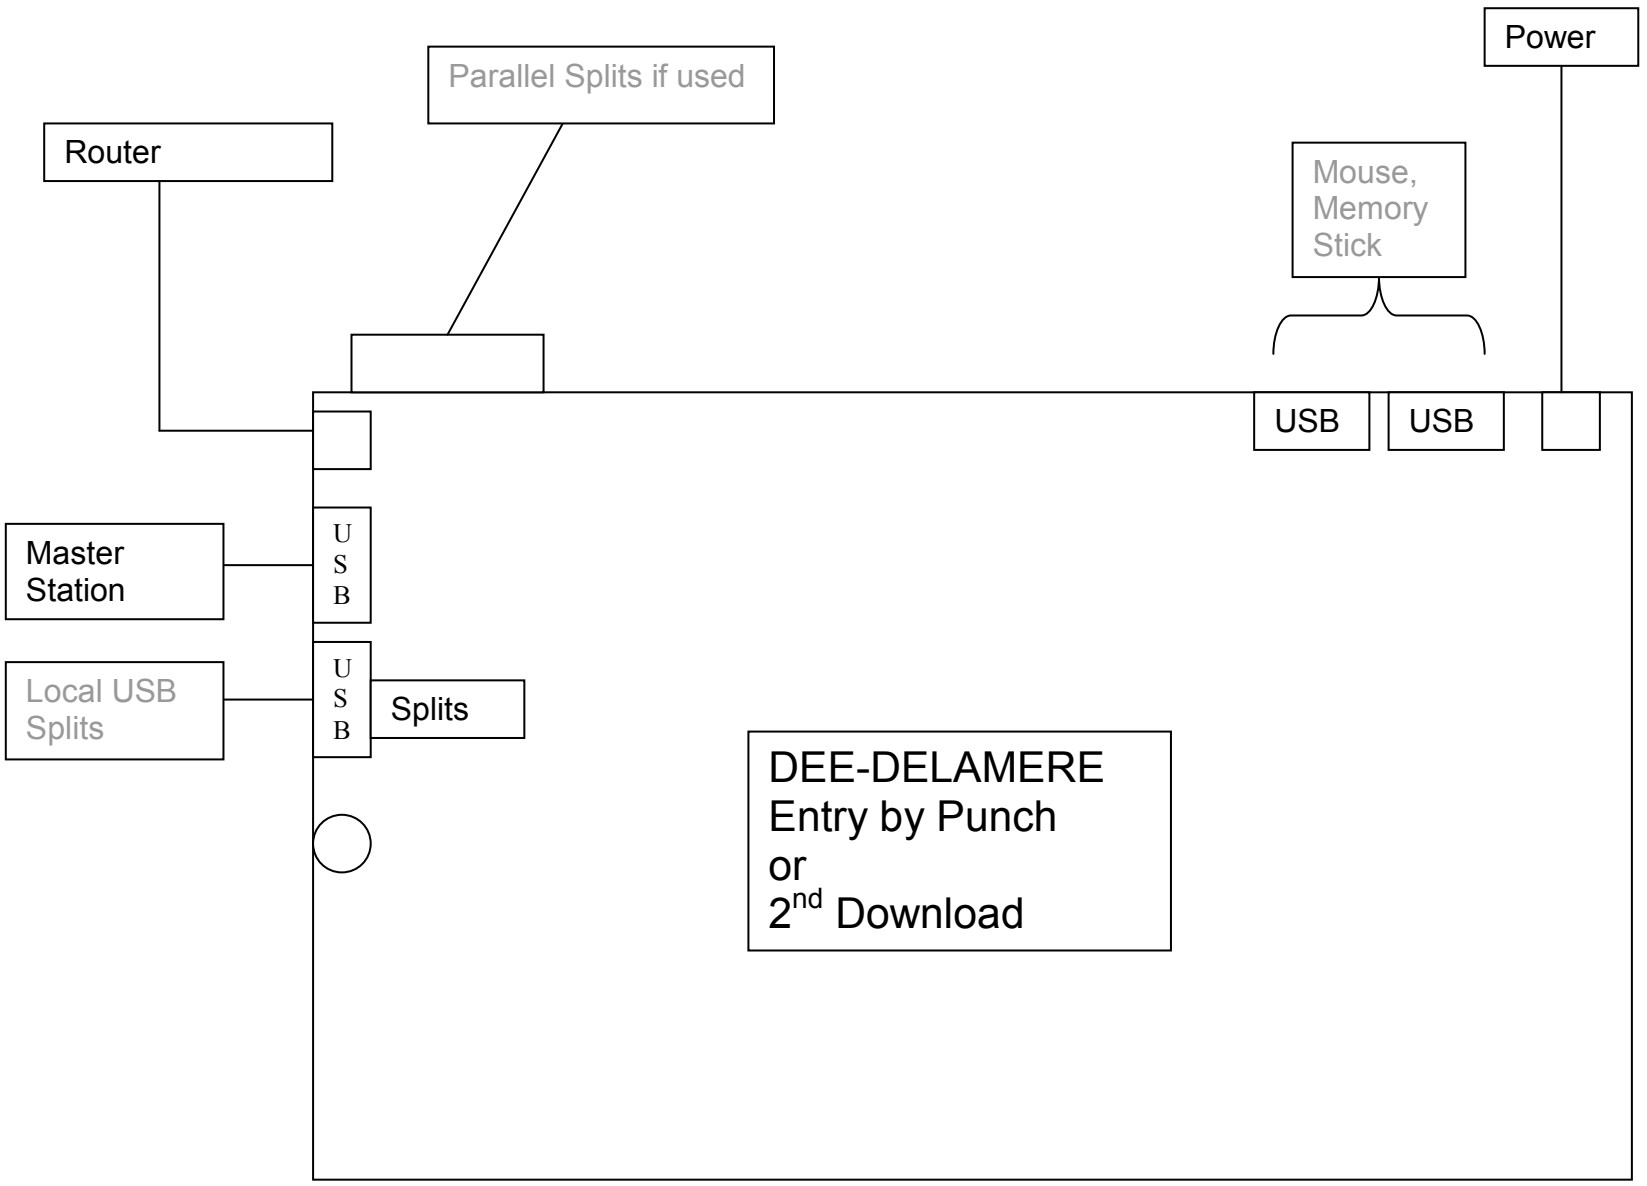 Power
Parallel Splits if used
Router
Mouse,
Memory
Stick
USB
USB
U
S
B
Master
Station
U
S
B
Local USB
Splits
Splits
DEE-DELAMERE
Entry by Punch
or
2nd Download